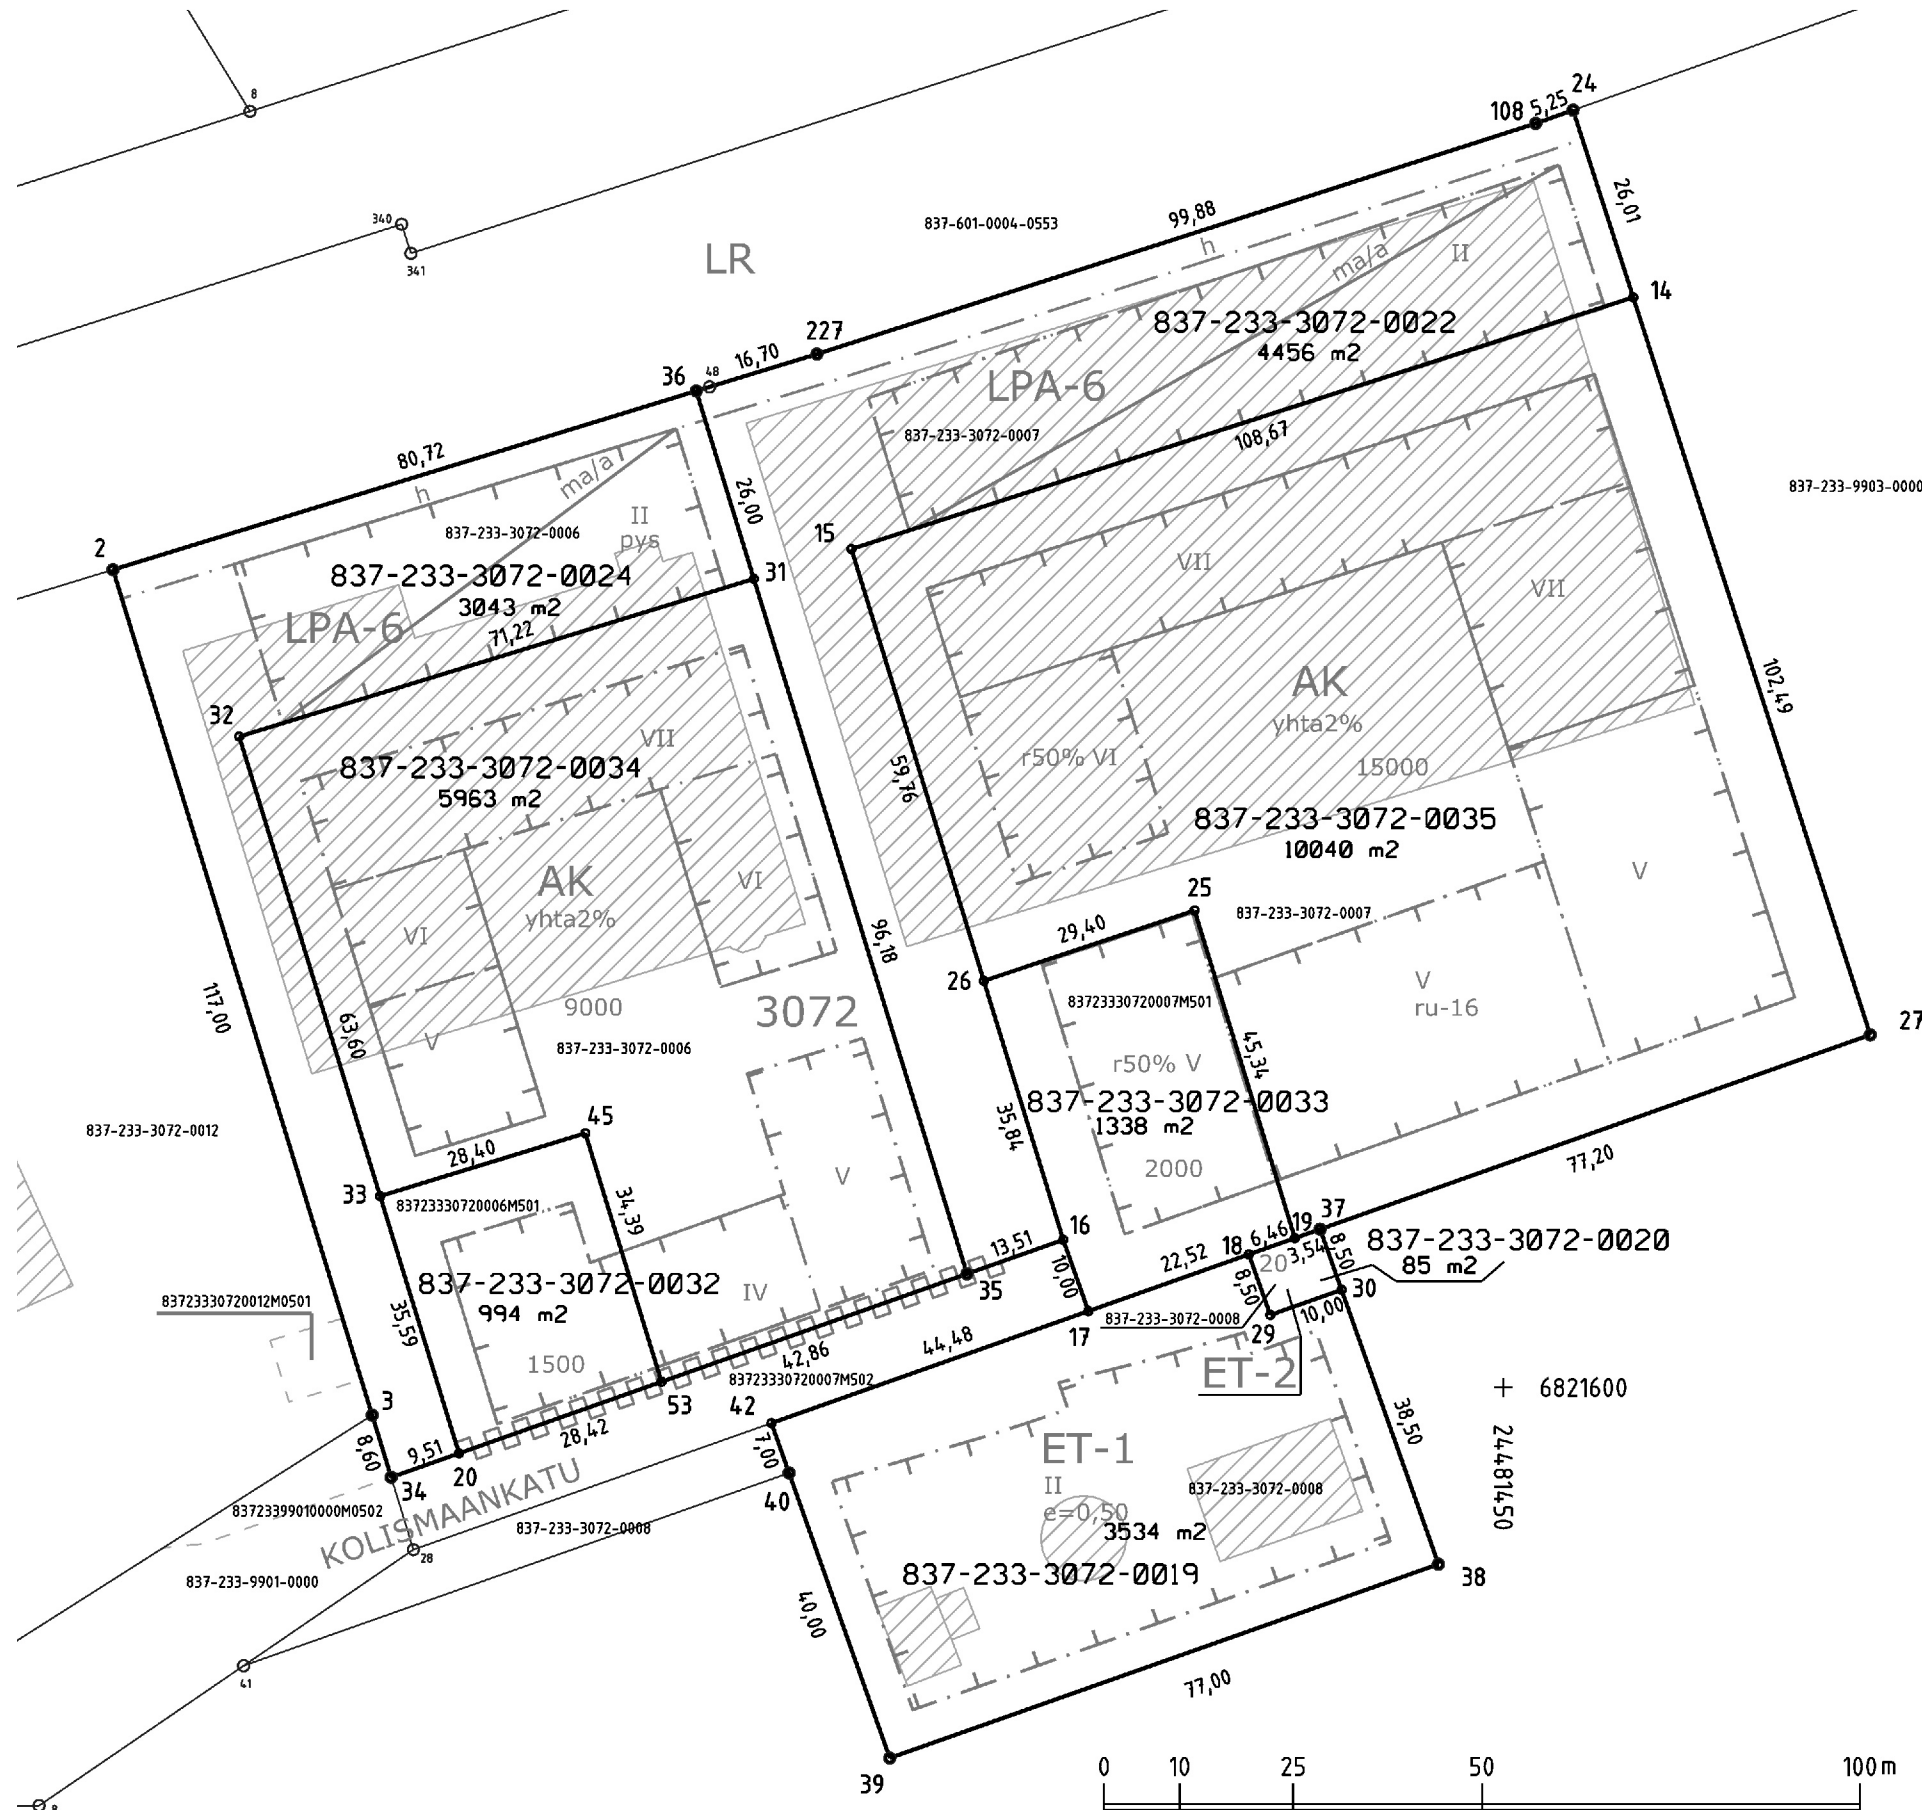 8
24
108
5,25
340
341
LR
837-601-0004-0553
99,88
h
ma/a
II
26,01
14
837-233-3072-0022
4456 m2
227
16,70
36
48
LPA-6
837-233-3072-0007
108,67
80,72
h
ma/a
26,00
837-233-9903-0000
2
837-233-3072-0006
II
pys
15
31
837-233-3072-0024
3043 m2
LPA-6
71,22
VII
VII
32
VII
837-233-3072-0034
5963 m2
AK
yhta2%
r50% VI
15000
59,76
102,49
837-233-3072-0035
10040 m2
AK
yhta2%
VI
VI
V
25
837-233-3072-0007
29,40
96,18
26
117,00
63,60
9000
3072
V
837-233-3072-0006
83723330720007M501
V
ru-16
27
45,34
r50% V
837-233-3072-0033
1338 m2
35,84
837-233-3072-0012
45
28,40
33
83723330720006M501
34,39
V
2000
77,20
16
13,51
35
10,00
22,52
18
6,46
19
37
3,54
8,50
837-233-3072-0020
85 m2
20
8,50
30
10,00
29
837-233-3072-0032
994 m2
IV
83723330720012M0501
35,59
17
837-233-3072-0008
44,48
42,86
1500
83723330720007M502
ET-2
6821600
24481450
3
53
42
28,42
8,60
9,51
20
34
7,00
40
ET-1
II
e=0,50
837-233-3072-0008
3534 m2
38,50
83723399010000M0502
KOLISMAANKATU
837-233-3072-0008
28
837-233-9901-0000
837-233-3072-0019
38
40,00
41
77,00
39
8
0 10 25 50 100 m